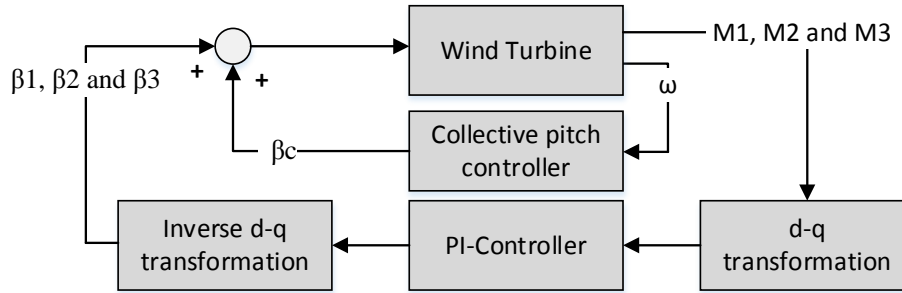 Wind Turbine
M1, M2 and M3
β1, β2 and β3
+
+
ω
Collective pitch
controller
βc
Inverse d-q
transformation
PI-Controller
d-q
transformation